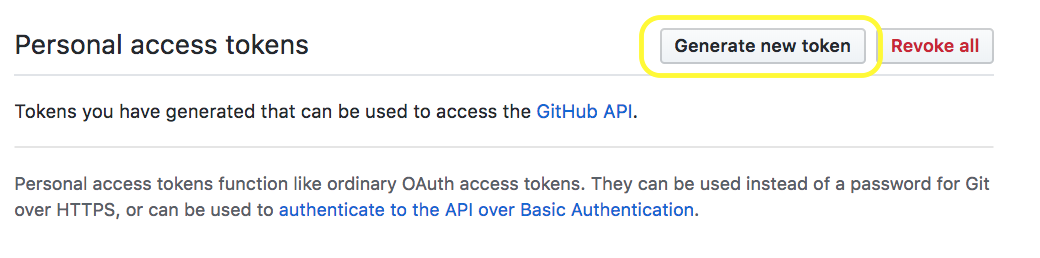 Personal access tokens
Generate new token
Revoke all
Tokens you have generated that can be used to access the GitHub API.
Personal access tokens function like ordinary OAuth access tokens. They can be used instead of a password for Git
over HTTPS, or can be used to authenticate to the API over Basic Authentication.